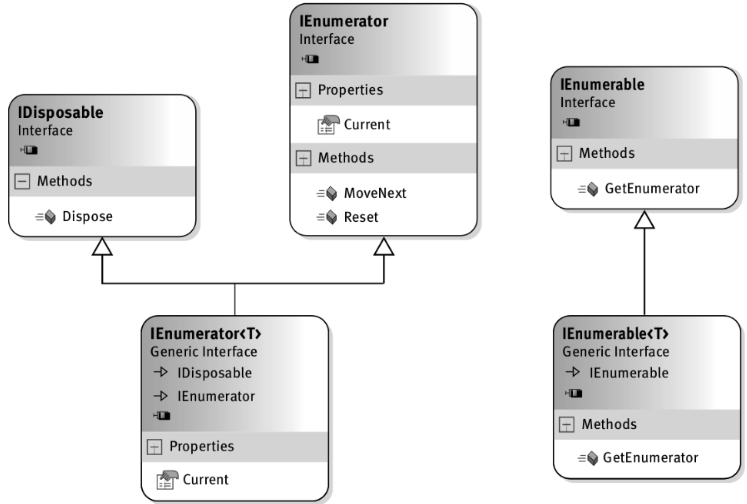 IEnumerator
Interface
Properties
Current
Methods
MoveNext
Reset
IDisposable
Interface
Methods
Dispose
IEnumerable
Interface
Methods
GetEnumerator
IEnumerator<T>
Generic Interface
IDisposable
IEnumerator
Properties
Current
IEnumerable<T>
Generic Interface
IEnumerable
Methods
GetEnumerator